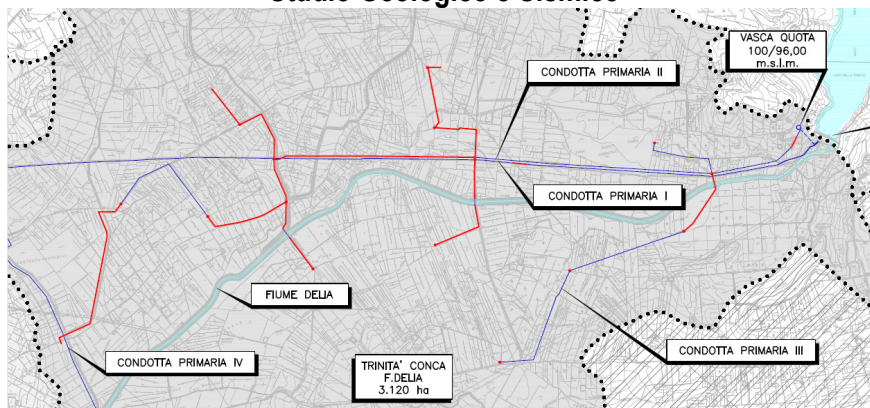 Studio Geologico e Sismico
VASCA QUOTA
100/96,00
m.s.l.m.
CONDOTTA PRIMARIA II
CONDOTTA PRIMARIA I
FIUME DELIA
CONDOTTA PRIMARIA IV
TRINITA' CONCA
F.DELIA
3.120 ha
CONDOTTA PRIMARIA III